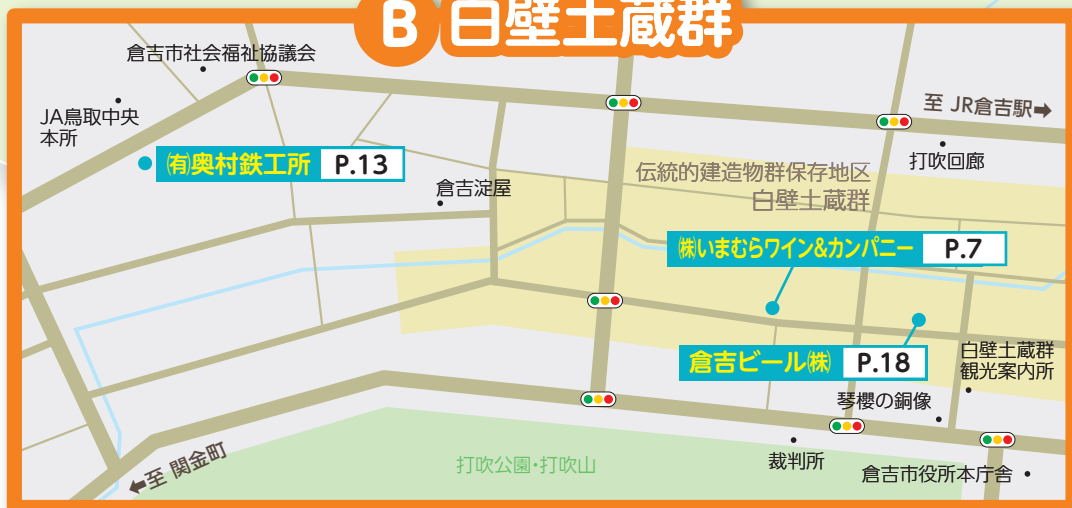 B 白壁土蔵群
倉吉市社会福祉協議会
JA鳥取中央
本所
至 JR倉吉駅➡
打吹回廊
㈲奥村鉄工所 P.13
倉吉淀屋
伝統的建造物群保存地区
白壁土蔵群
㈱いまむらワイン&カンパニー P.7
倉吉ビール㈱ P.18
白壁土蔵群
観光案内所
琴櫻の銅像
裁判所
倉吉市役所本庁舎
打吹公園・打吹山
⬅至 関金町